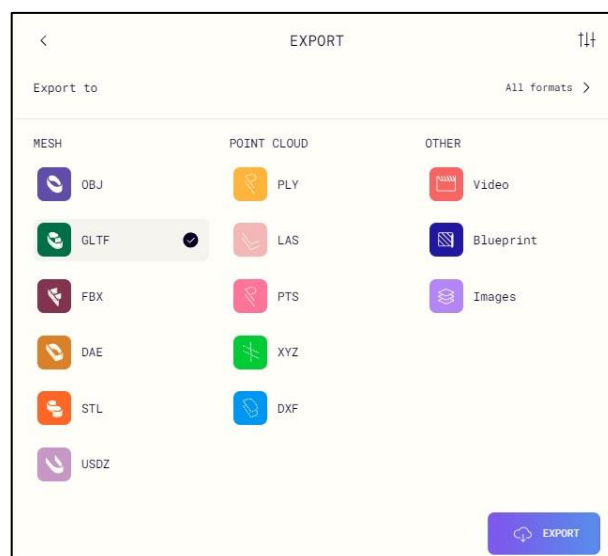 EXPORT
Export to
All formats
MESH
POINT CLOUD
OTHER
OBJ
PLY
Video
GLTF
LAS
Blueprint
FBX
PTS
Images
DAE
XYZ
STL
DXF
USDZ
EXPORT